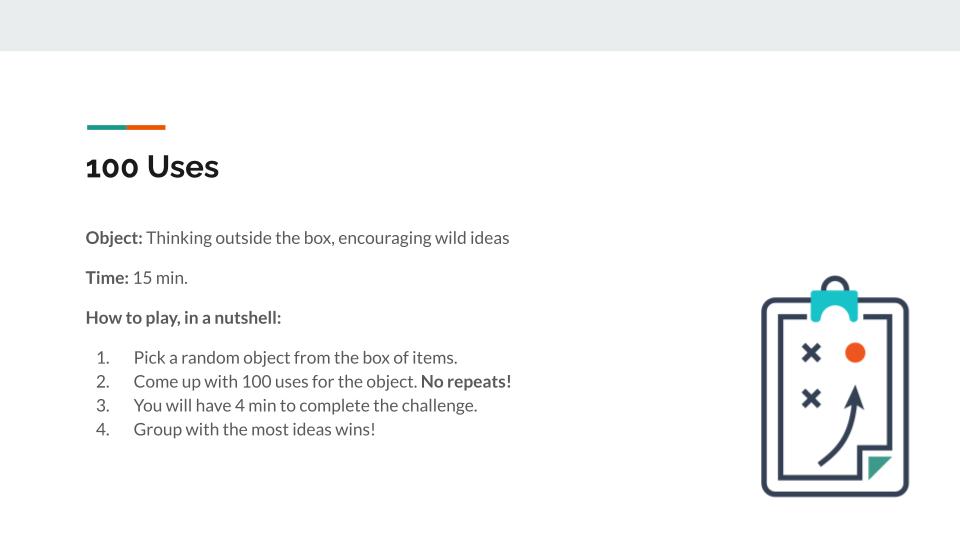 100 Uses
Object: Thinking outside the box, encouraging wild ideas
Time: 15 min.
How to play, in a nutshell:
1. Pick a random object from the box of items.
2. Come up with 100 uses for the object. No repeats!
3. You will have 4 min to complete the challenge.
4. Group with the most ideas wins!